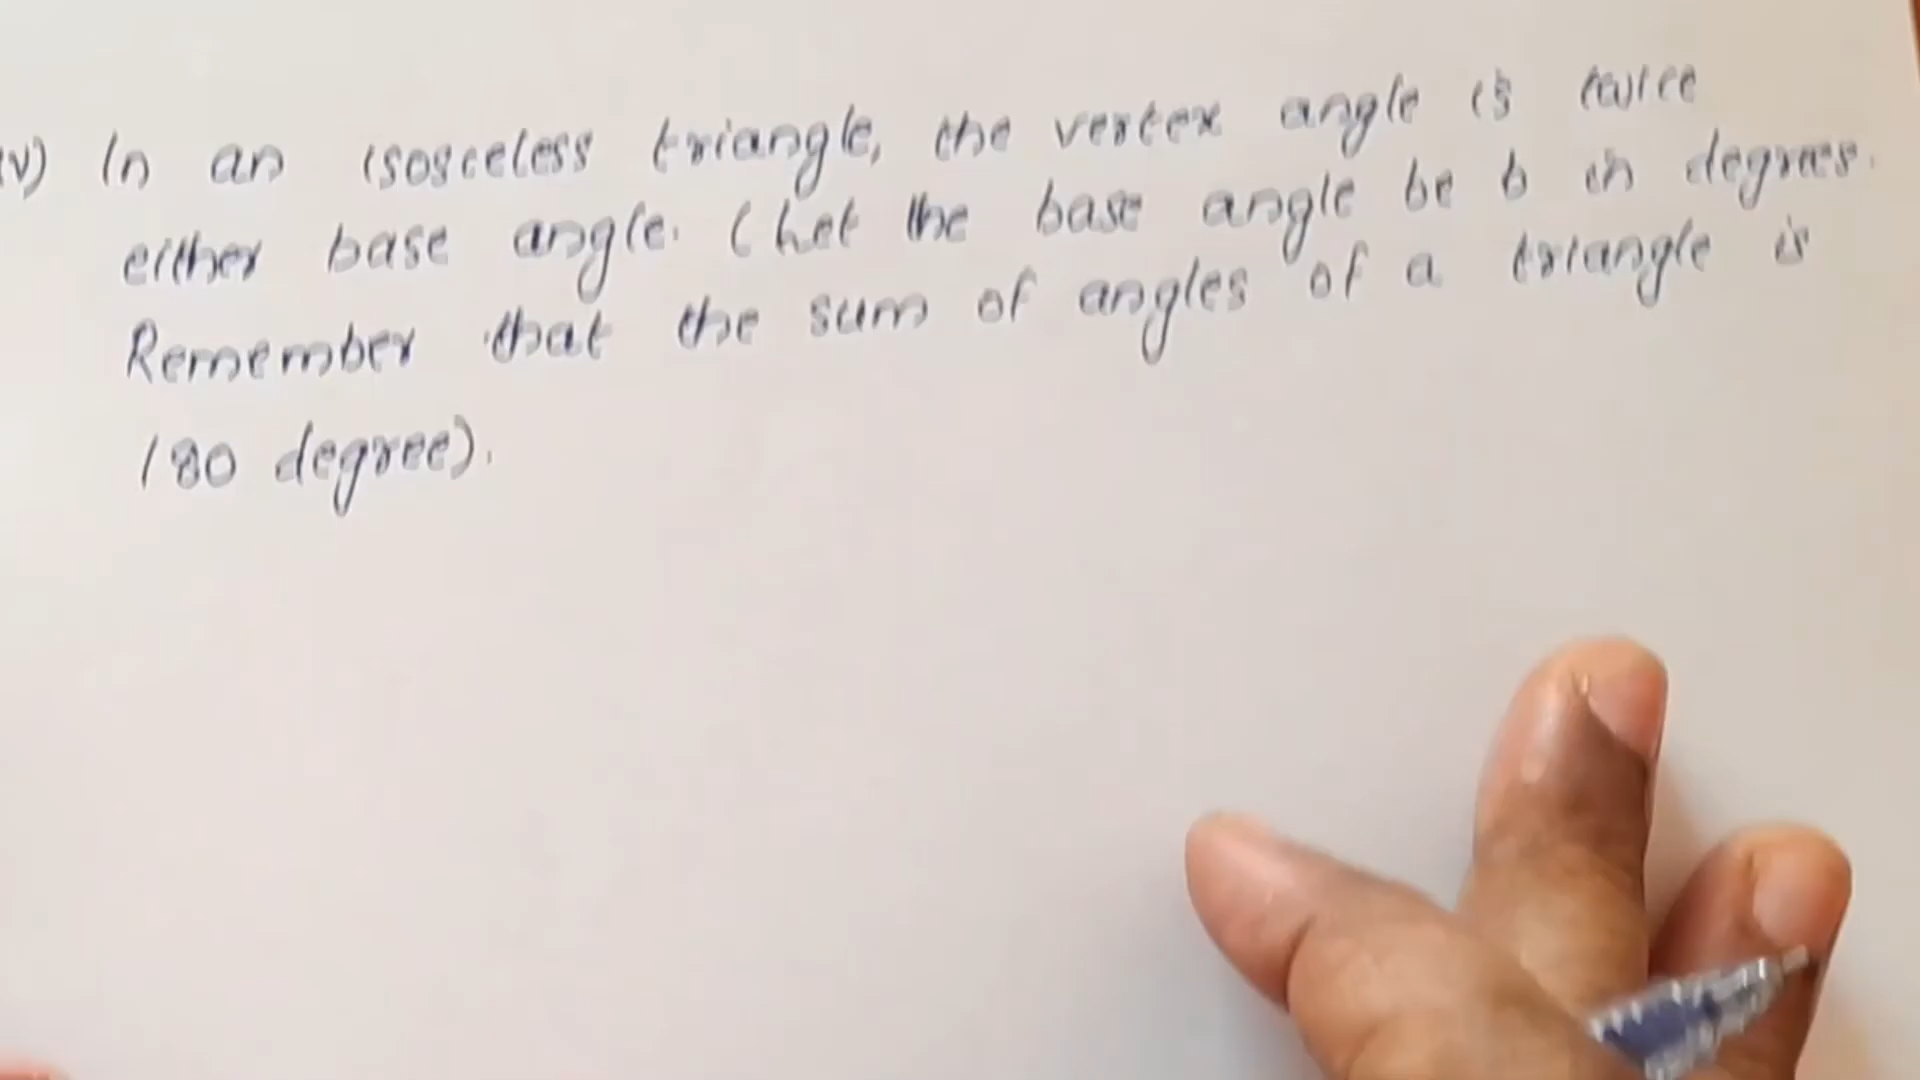 iv) In an isosceless triangle, the vertex angle is twice
either base angle. (Let the base angle be b in degrees.
Remember that the sum of angles of a triangle is
180 degree).